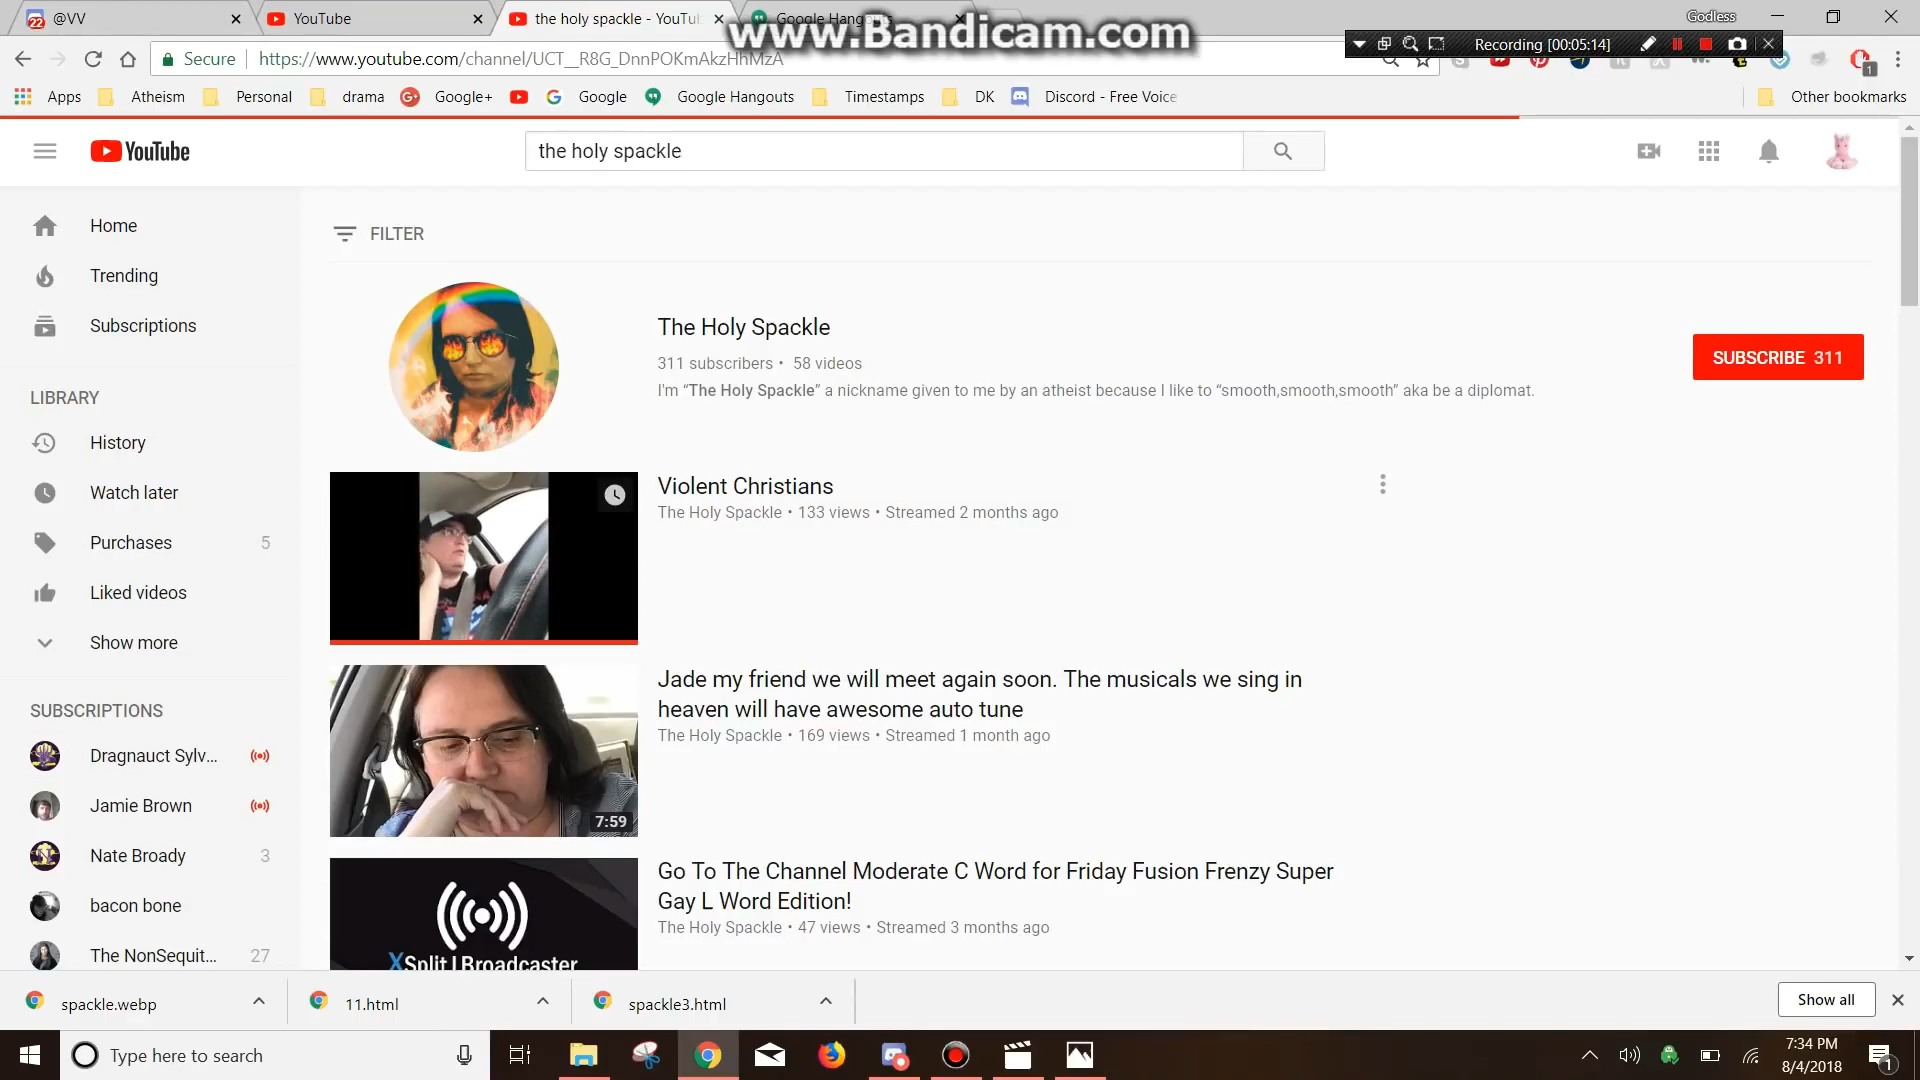 22
@VV
YouTube
the holy spackle - YouTu
Google Hangouts
www.Bandicam.com
Godless
Recording [00:05:14]
Secure
https://www.youtube.com/channel/UCT__R8G_DnnPOKmAkzHhMzA
1
Apps
Atheism
Personal
drama
Google+
Google
Google Hangouts
Timestamps
DK
Discord - Free Voice
Other bookmarks
YouTube
the holy spackle
Home
Trending
Subscriptions
LIBRARY
History
Watch later
Purchases 5
Liked videos
Show more
SUBSCRIPTIONS
Dragnauct Sylv...
Jamie Brown
Nate Broady 3
bacon bone
The NonSequit... 27
FILTER
The Holy Spackle
311 subscribers • 58 videos
I'm “The Holy Spackle” a nickname given to me by an atheist because I like to “smooth,smooth,smooth” aka be a diplomat.
SUBSCRIBE 311
Violent Christians
The Holy Spackle • 133 views • Streamed 2 months ago
7:59
Jade my friend we will meet again soon. The musicals we sing in
heaven will have awesome auto tune
The Holy Spackle • 169 views • Streamed 1 month ago
XSplit | Broadcaster
Go To The Channel Moderate C Word for Friday Fusion Frenzy Super
Gay L Word Edition!
The Holy Spackle • 47 views • Streamed 3 months ago
spackle.webp
11.html
spackle3.html
Show all
Type here to search
7:34 PM
8/4/2018
1